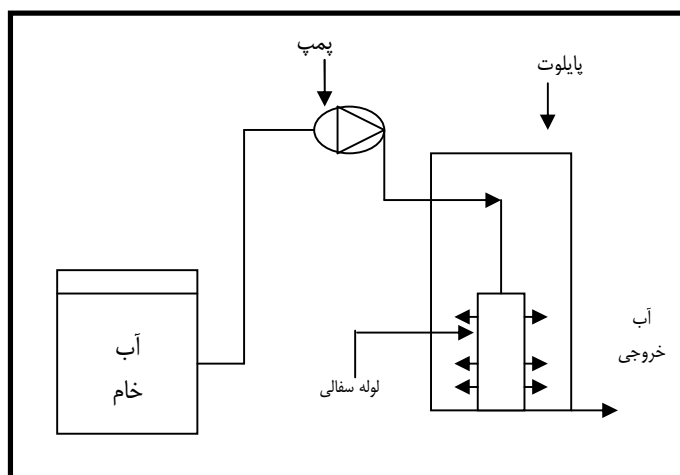 پمپ
پایلوت
آب
خام
لوله سفالی
آب
خروجی